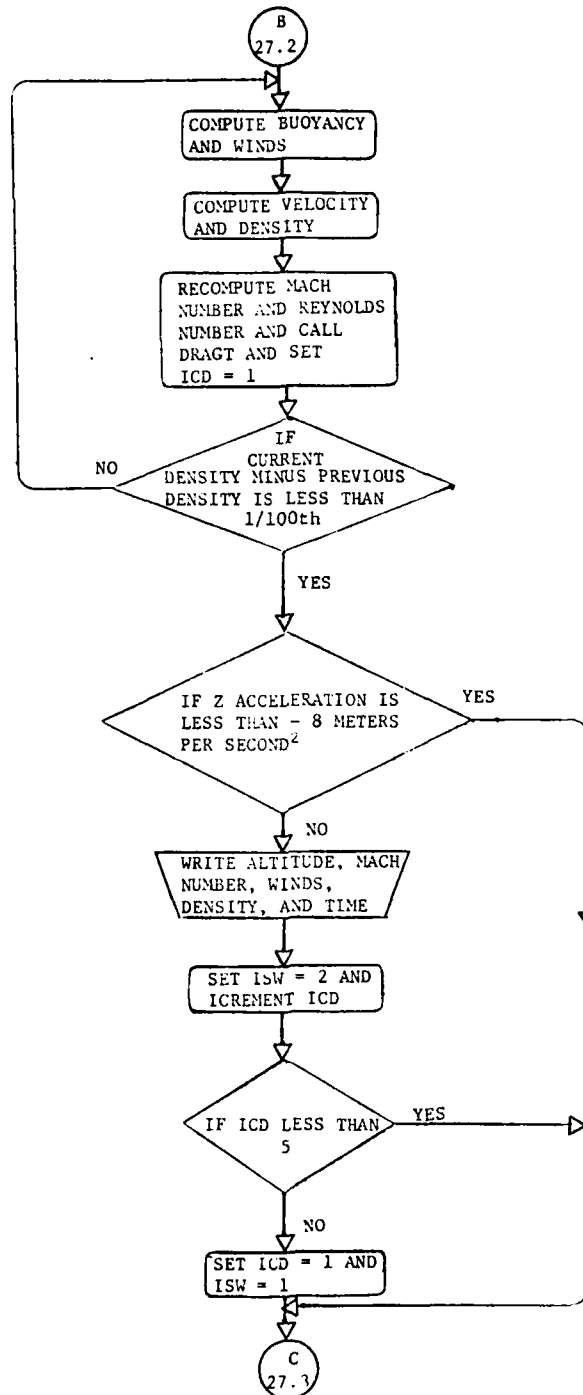 B
27.2
COMPUTE BUOYANCY
AND WINDS
COMPUTE VELOCITY
AND DENSITY
RECOMPUTE MACH
NUMBER AND REYNOLDS
NUMBER AND CALL
DRAGT AND SET
ICD = 1
IF
CURRENT
NO
DENSITY MINUS PREVIOUS
DENSITY IS LESS THAN
1/100th
YES
IF Z ACCELERATION IS
YES
LESS THAN - 8 METERS
PER SECOND²
NO
WRITE ALTITUDE, MACH
NUMBER, WINDS,
DENSITY, AND TIME
SET ISW = 2 AND
ICREMENT ICD
IF ICD LESS THAN
YES
5
NO
SET ICD = 1 AND
ISW = 1
C
27.3